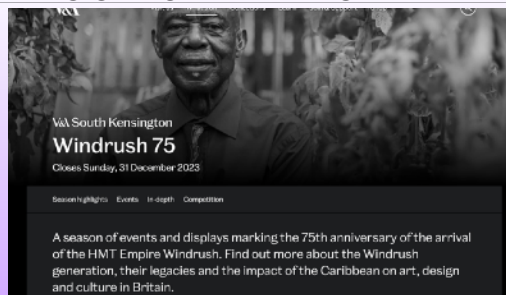 V&A South Kensington
Windrush 75
Closes Sunday, 31 December 2023
Season highlights Events In-depth Competition
A season of events and displays marking the 75th anniversary of the arrival
of the HMT Empire Windrush. Find out more about the Windrush
generation, their legacies and the impact of the Caribbean on art, design
and culture in Britain.